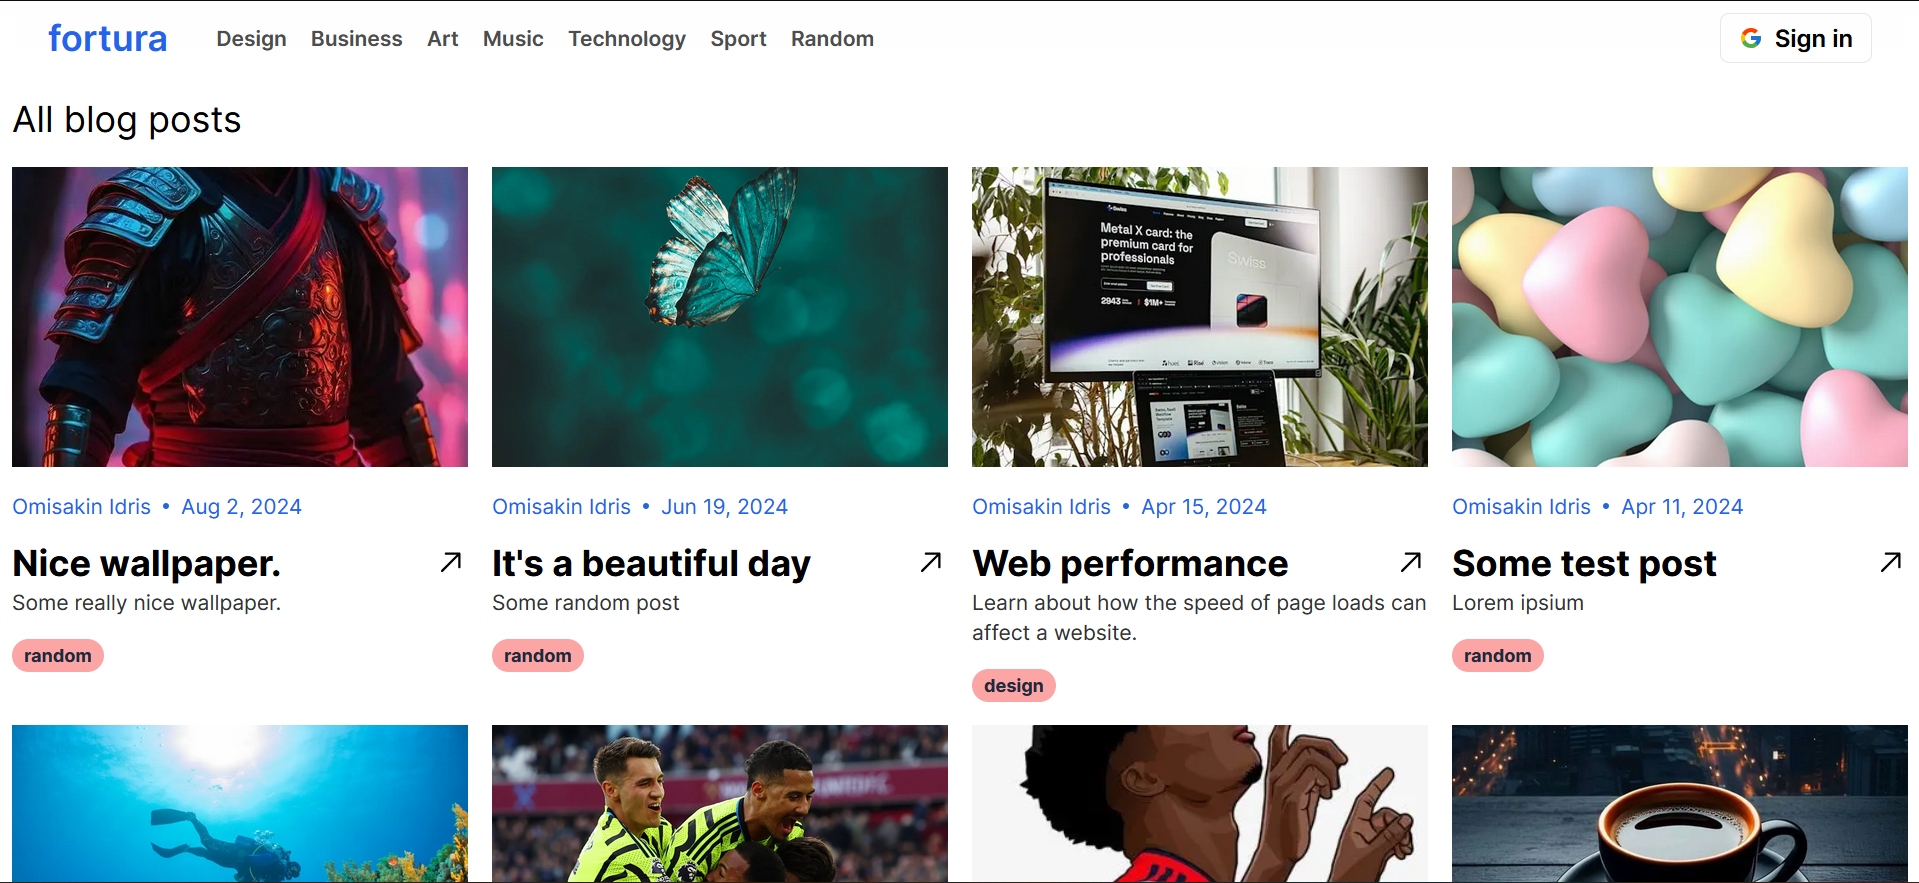 fortura
Design Business Art Music Technology Sport Random
Sign in
All blog posts
Metal X card: the
premium card for
professionals
Swiss
2943 $1M+
Omisakin Idris • Aug 2, 2024
Nice wallpaper.
Some really nice wallpaper.
random
Omisakin Idris • Jun 19, 2024
It's a beautiful day
Some random post
random
Omisakin Idris • Apr 15, 2024
Web performance
Learn about how the speed of page loads can
affect a website.
design
Omisakin Idris • Apr 11, 2024
Some test post
Lorem ipsium
random